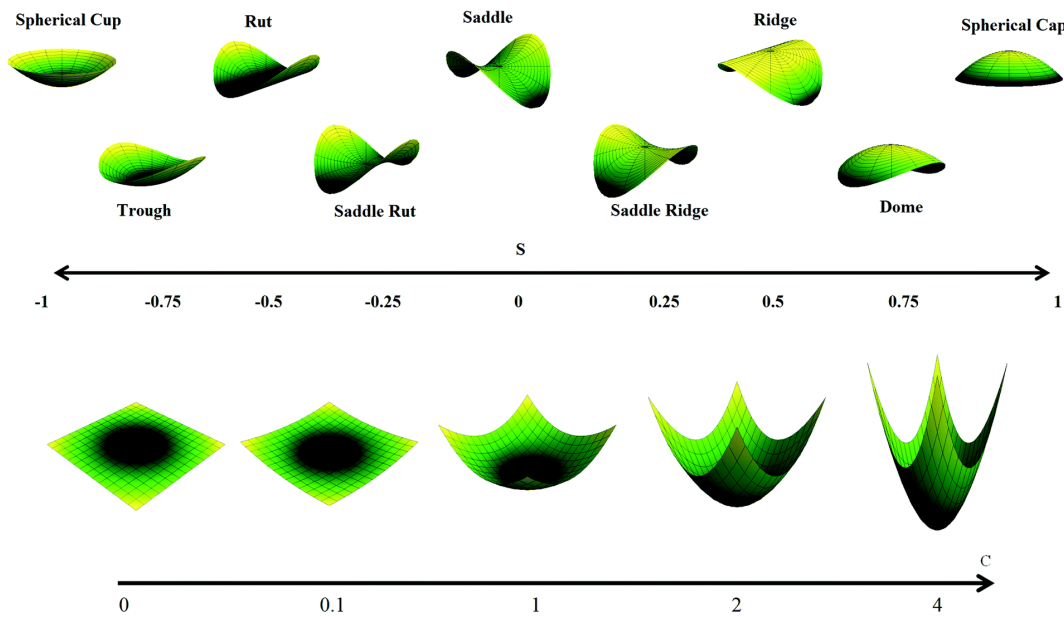 Spherical Cup
Rut
Saddle
Ridge
Spherical Cap
Trough
Saddle Rut
Saddle Ridge
Dome
S
-1 -0.75 -0.5 -0.25 0 0.25 0.5 0.75 1
C
0 0.1 1 2 4